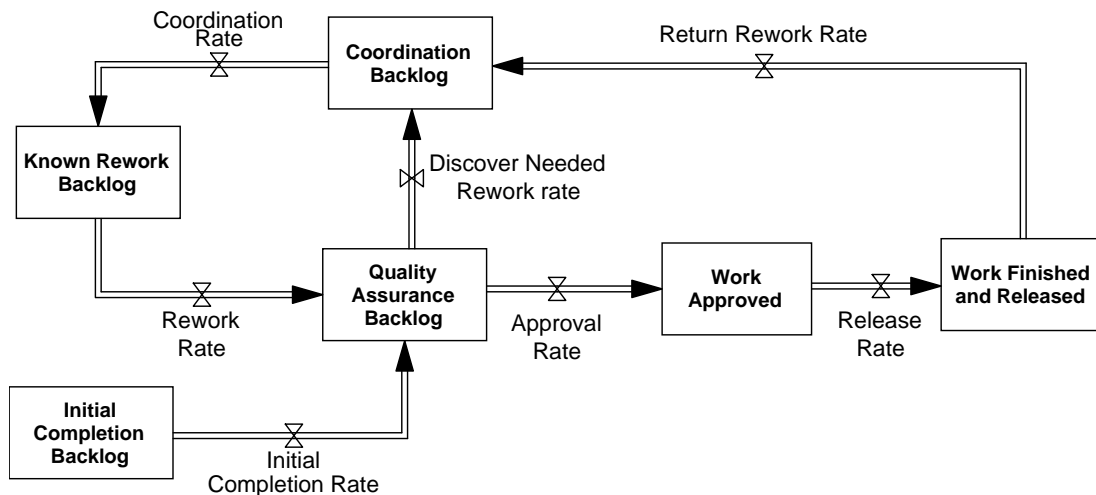 Coordination
Rate
Coordination
Backlog
Return Rework Rate
Known Rework
Backlog
Discover Needed
Rework rate
Quality
Assurance
Backlog
Work
Approved
Work Finished
and Released
Rework
Rate
Approval
Rate
Release
Rate
Initial
Completion
Backlog
Initial
Completion Rate